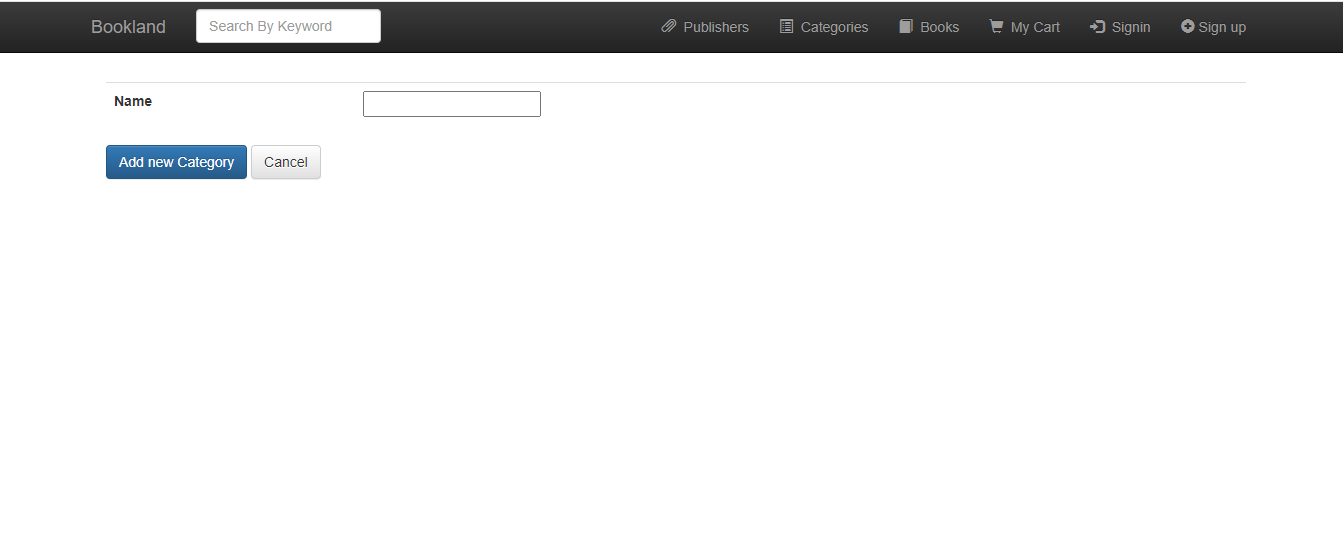 Bookland Search By Keyword Publishers Categories Books My Cart Signin Sign up
Name
Add new Category Cancel